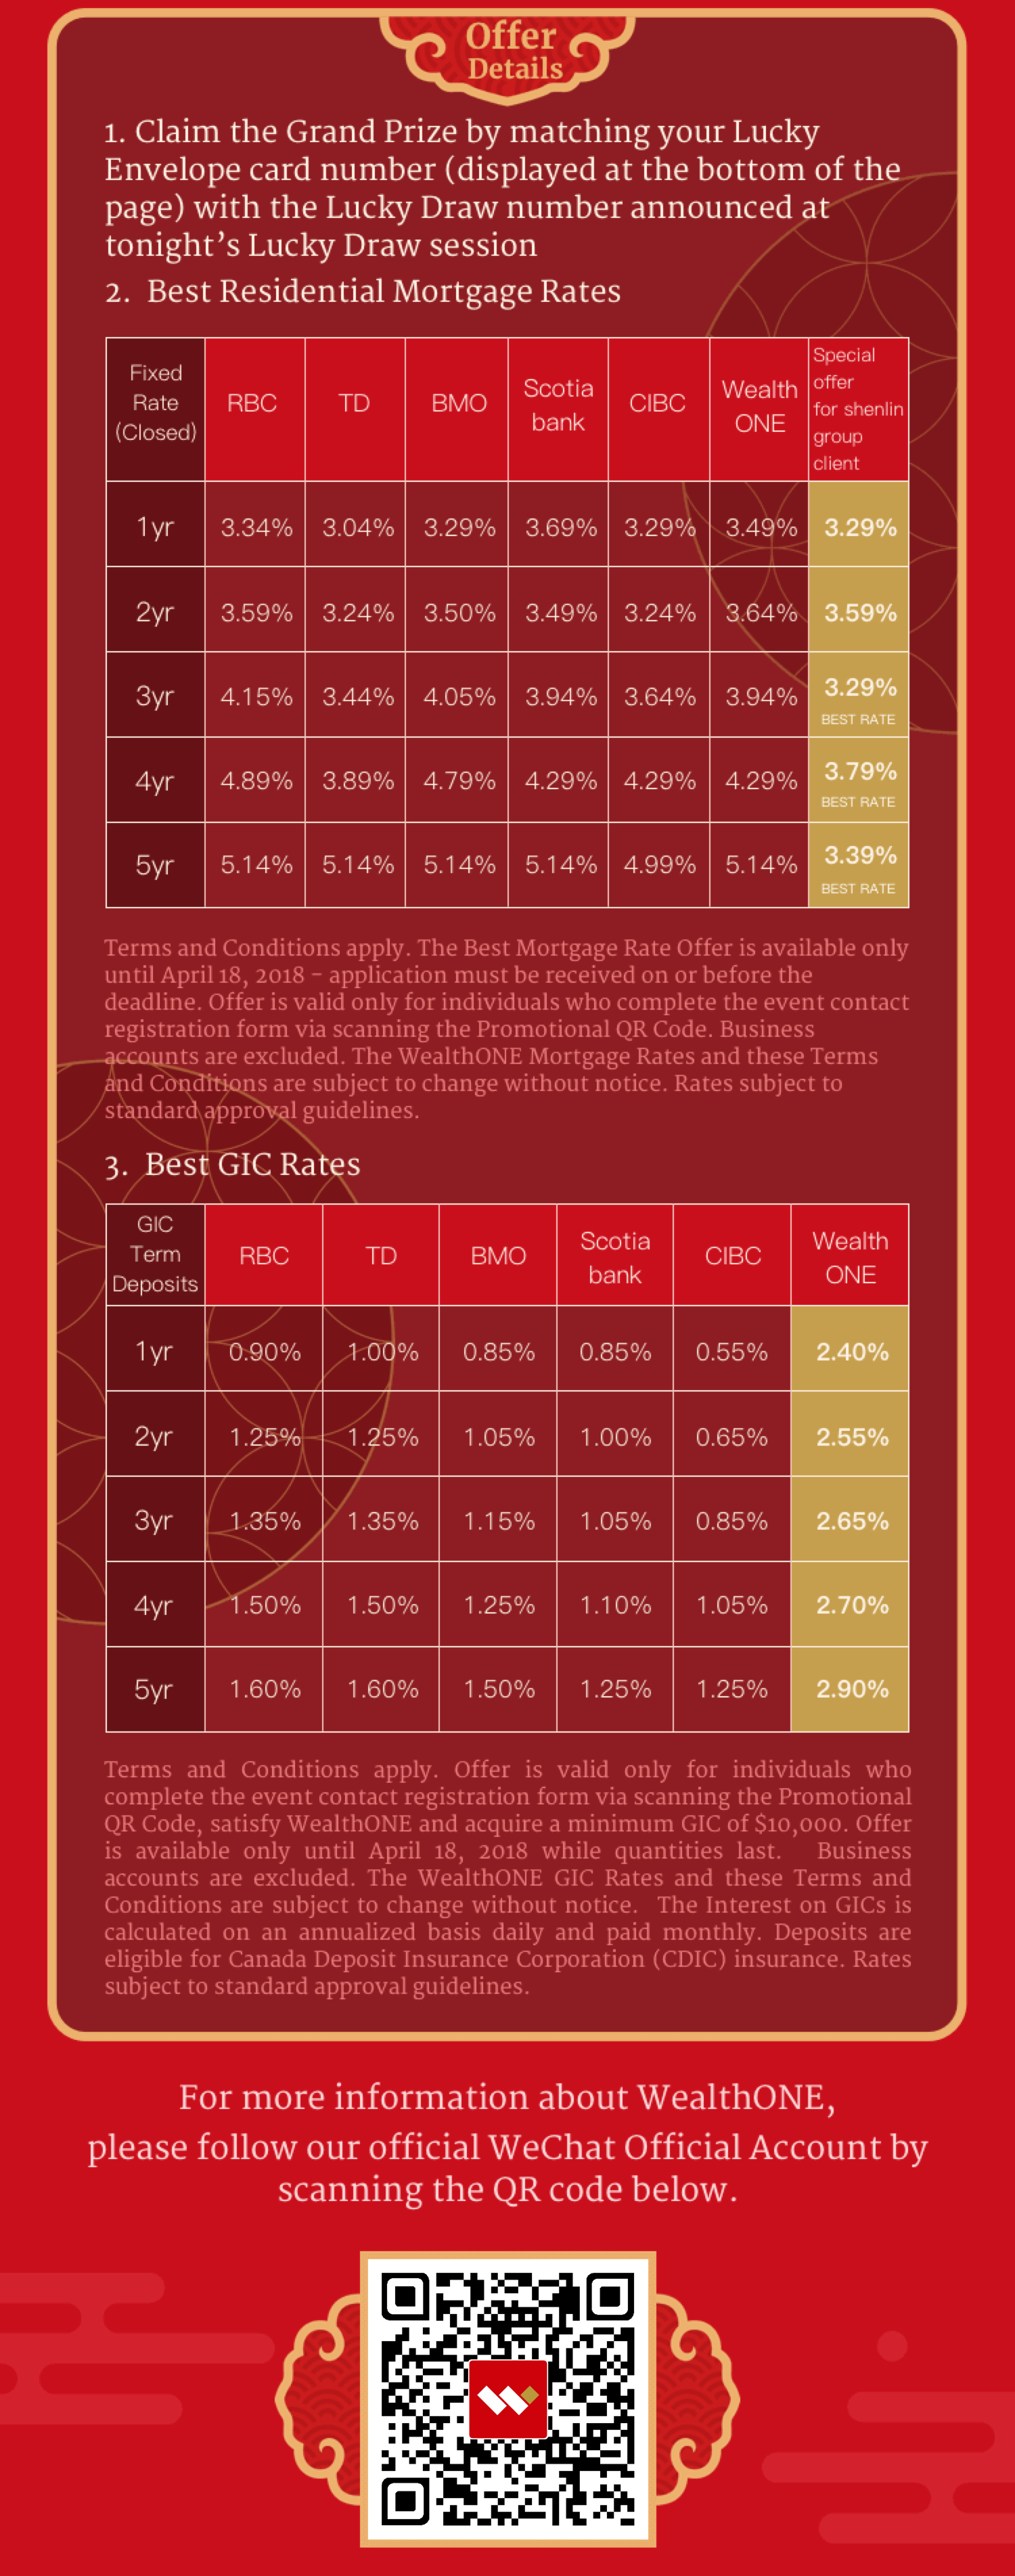 Offer
Details
1. Claim the Grand Prize by matching your Lucky
Envelope card number (displayed at the bottom of the
page) with the Lucky Draw number announced at
tonight's Lucky Draw session
2. Best Residential Mortgage Rates
Fixed Rate (Closed) RBC TD BMO Scotia bank CIBC Wealth ONE Special offer for shenlin group client
1yr 3.34% 3.04% 3.29% 3.69% 3.29% 3.49% 3.29%
2yr 3.59% 3.24% 3.50% 3.49% 3.24% 3.64% 3.59%
3yr 4.15% 3.44% 4.05% 3.94% 3.64% 3.94% 3.29% BEST RATE
4yr 4.89% 3.89% 4.79% 4.29% 4.29% 4.29% 3.79% BEST RATE
5yr 5.14% 5.14% 5.14% 5.14% 4.99% 5.14% 3.39% BEST RATE
Terms and Conditions apply. The Best Mortgage Rate Offer is available only
until April 18, 2018 - application must be received on or before the
deadline. Offer is valid only for individuals who complete the event contact
registration form via scanning the Promotional QR Code. Business
accounts are excluded. The WealthONE Mortgage Rates and these Terms
and Conditions are subject to change without notice. Rates subject to
standard approval guidelines.
3. Best GIC Rates
GIC Term Deposits RBC TD BMO Scotia bank CIBC Wealth ONE
1yr 0.90% 1.00% 0.85% 0.85% 0.55% 2.40%
2yr 1.25% 1.25% 1.05% 1.00% 0.65% 2.55%
3yr 1.35% 1.35% 1.15% 1.05% 0.85% 2.65%
4yr 1.50% 1.50% 1.25% 1.10% 1.05% 2.70%
5yr 1.60% 1.60% 1.50% 1.25% 1.25% 2.90%
Terms and Conditions apply. Offer is valid only for individuals who
complete the event contact registration form via scanning the Promotional
QR Code, satisfy WealthONE and acquire a minimum GIC of $10,000. Offer
is available only until April 18, 2018 while quantities last. Business
accounts are excluded. The WealthONE GIC Rates and these Terms and
Conditions are subject to change without notice. The Interest on GICs is
calculated on an annualized basis daily and paid monthly. Deposits are
eligible for Canada Deposit Insurance Corporation (CDIC) insurance. Rates
subject to standard approval guidelines.
For more information about WealthONE,
please follow our official WeChat Official Account by
scanning the QR code below.